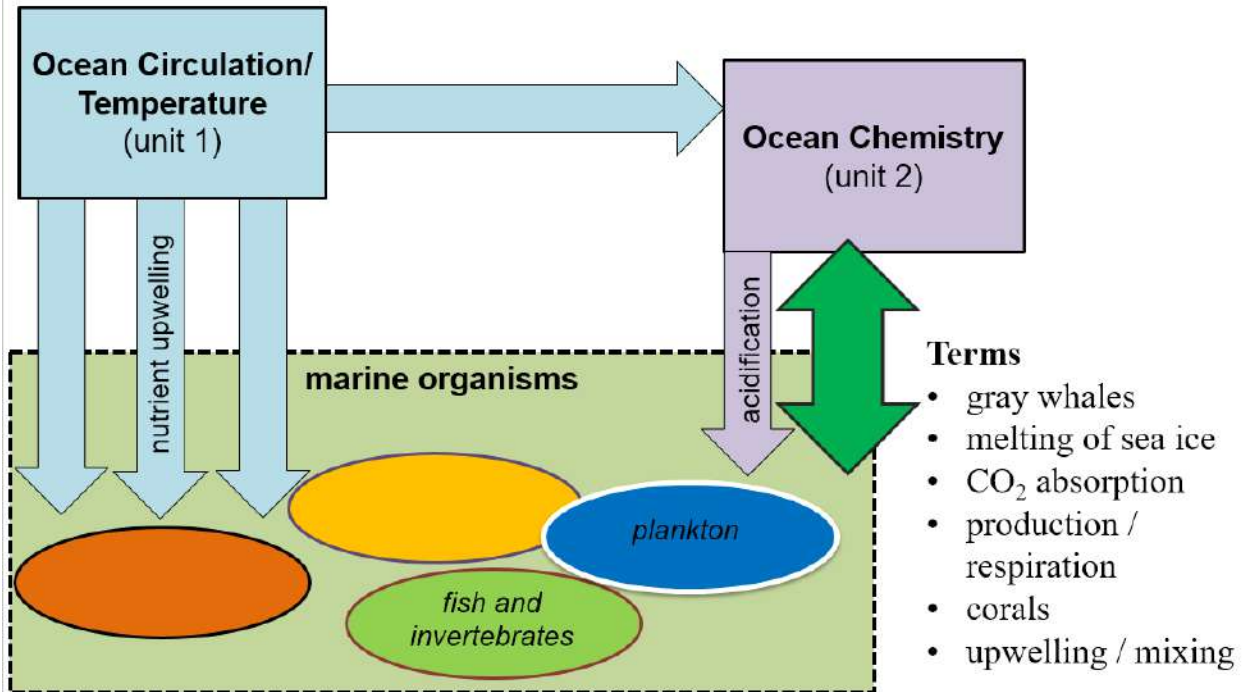 Ocean Circulation/
Temperature
(unit 1)
Ocean Chemistry
(unit 2)
nutrient upwelling
acidification
marine organisms
plankton
fish and
invertebrates
Terms
• gray whales
• melting of sea ice
• CO₂ absorption
• production /
respiration
• corals
• upwelling / mixing